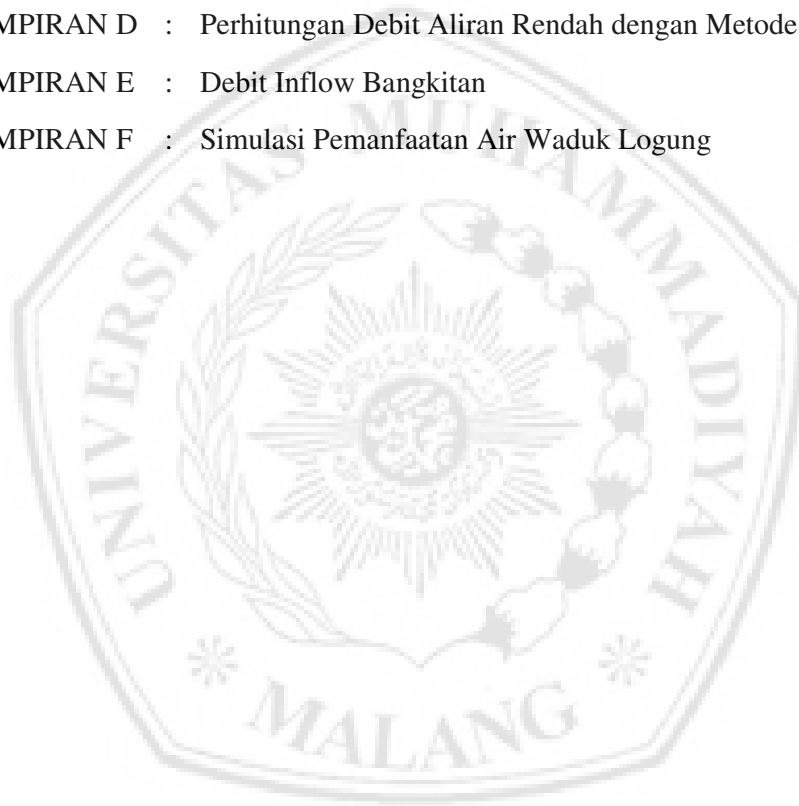 MPIRAN D : Perhitungan Debit Aliran Rendah dengan Metode
MPIRAN E : Debit Inflow Bangkitan
MPIRAN F : Simulasi Pemanfaatan Air Waduk Logung
UNIVERSITAS MUHAMMADIYAH
MALANG